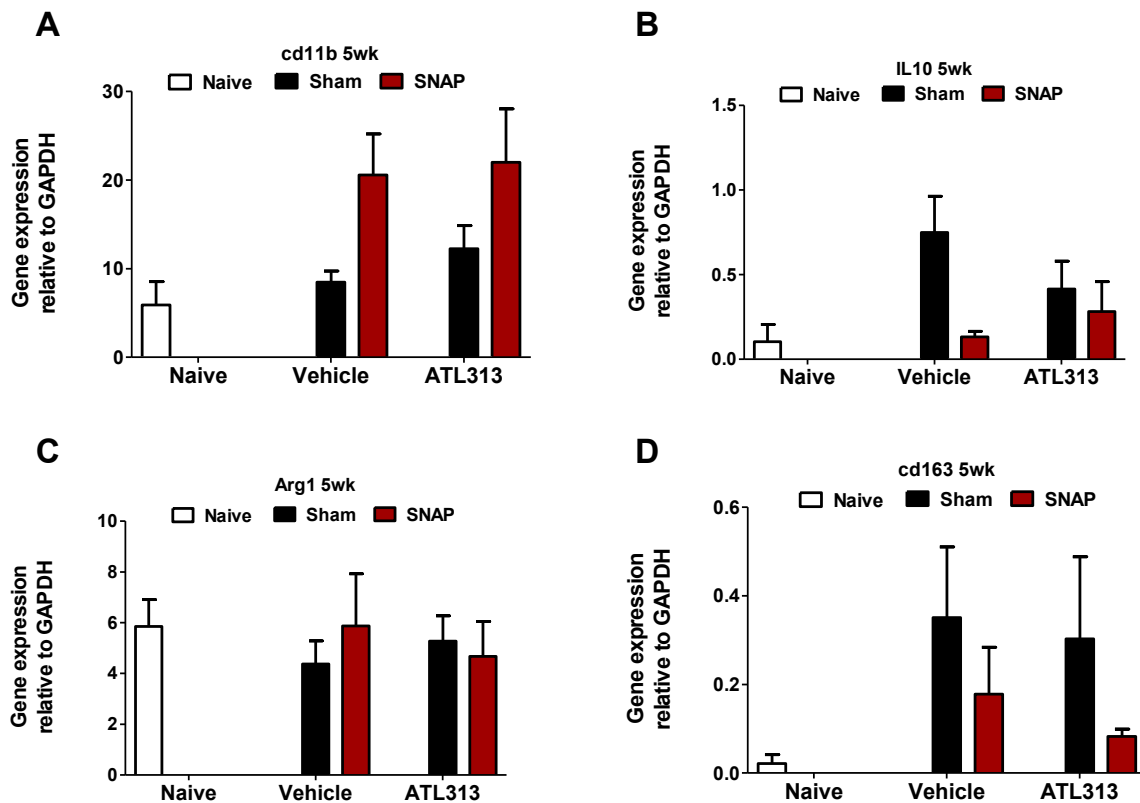 A
cd11b 5wk
Naive Sham SNAP
Gene expression
relative to GAPDH
30
20
10
0
Naive Vehicle ATL313
B
IL10 5wk
Naive Sham SNAP
Gene expression
relative to GAPDH
1.5
1.0
0.5
0.0
Naive Vehicle ATL313
C
Arg1 5wk
Naive Sham SNAP
Gene expression
relative to GAPDH
10
8
6
4
2
0
Naive Vehicle ATL313
D
cd163 5wk
Naive Sham SNAP
Gene expression
relative to GAPDH
0.6
0.4
0.2
0.0
Naive Vehicle ATL313